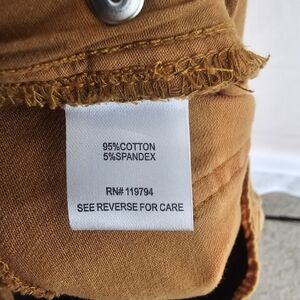 95%COTTON
5%SPANDEX
RN# 119794
SEE REVERSE FOR CARE